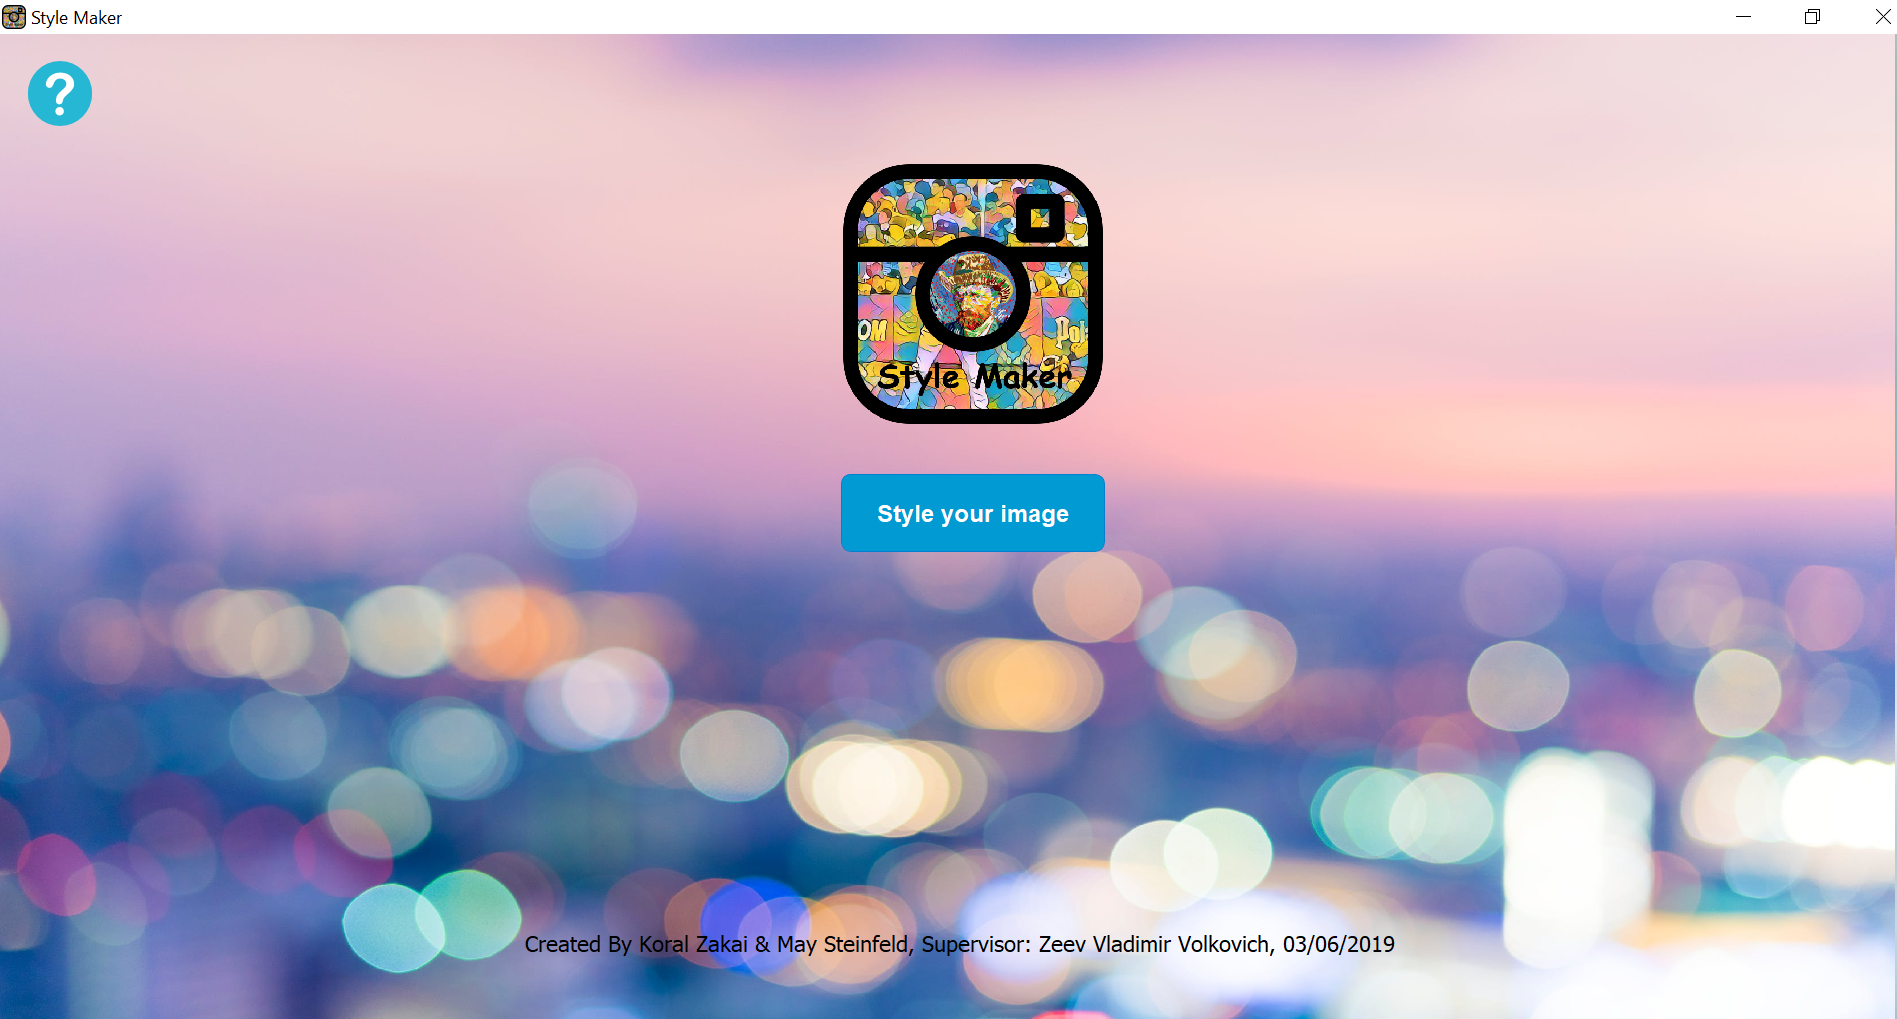 Style Maker
?
OM
Pol
Style Maker
Style your image
Created By Koral Zakai & May Steinfeld, Supervisor: Zeev Vladimir Volkovich, 03/06/2019